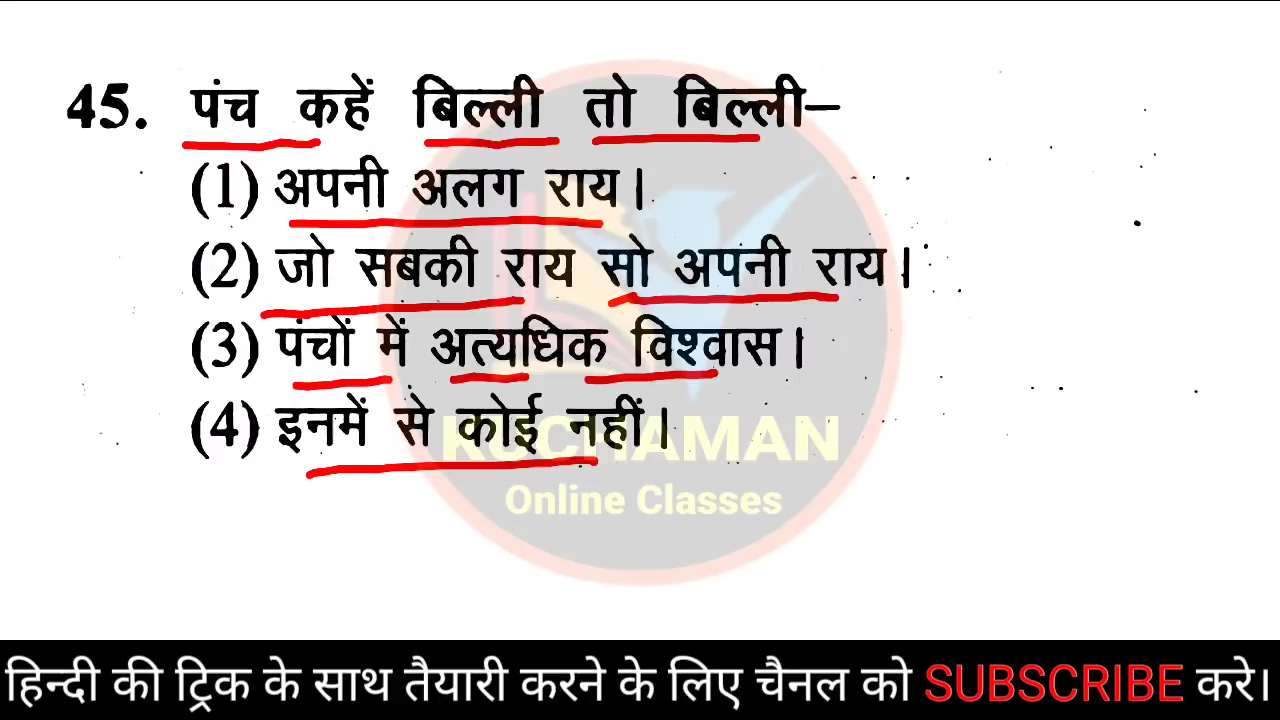 45. पंच कहें बिल्ली तो बिल्ली–
(1) अपनी अलग राय।
(2) जो सबकी राय सो अपनी राय।
(3) पंचों में अत्यधिक विश्वास।
(4) इनमें से कोई नहीं।
KUCHAMAN
Online Classes
हिन्दी की ट्रिक के साथ तैयारी करने के लिए चैनल को SUBSCRIBE करे।